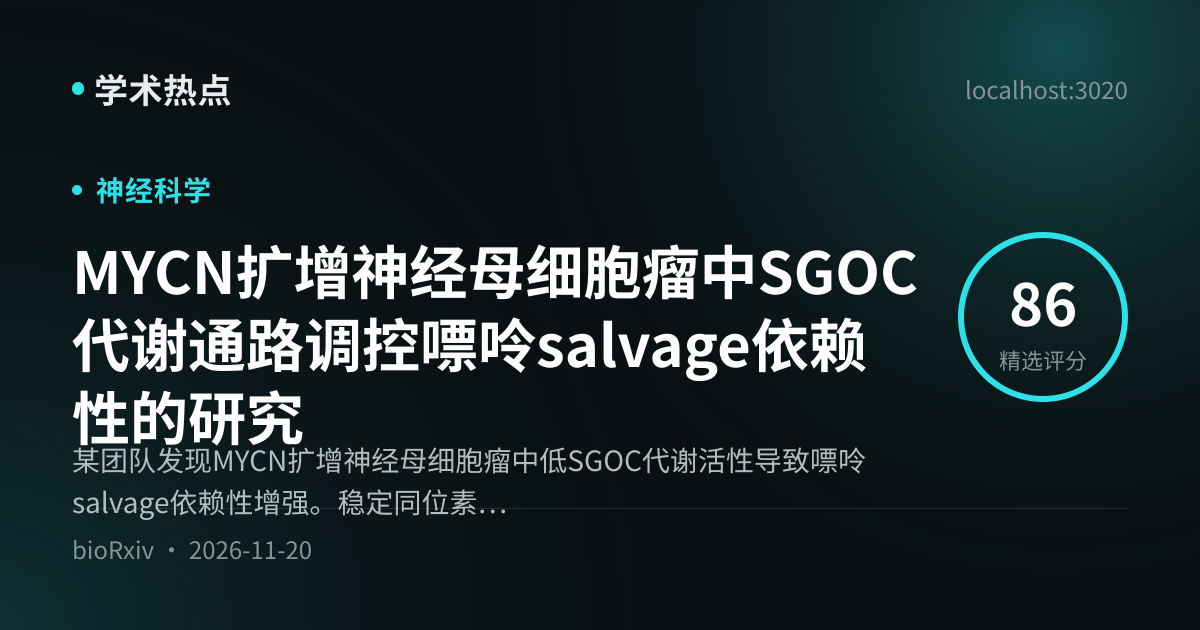 学术热点
localhost:3020
神经科学
MYCN扩增神经母细胞瘤中SGOC
代谢通路调控嘌呤salvage依赖
性的研究
86
精选评分
某团队发现MYCN扩增神经母细胞瘤中低SGOC代谢活性导致嘌呤
salvage依赖性增强。稳定同位素…
bioRxiv · 2026-11-20